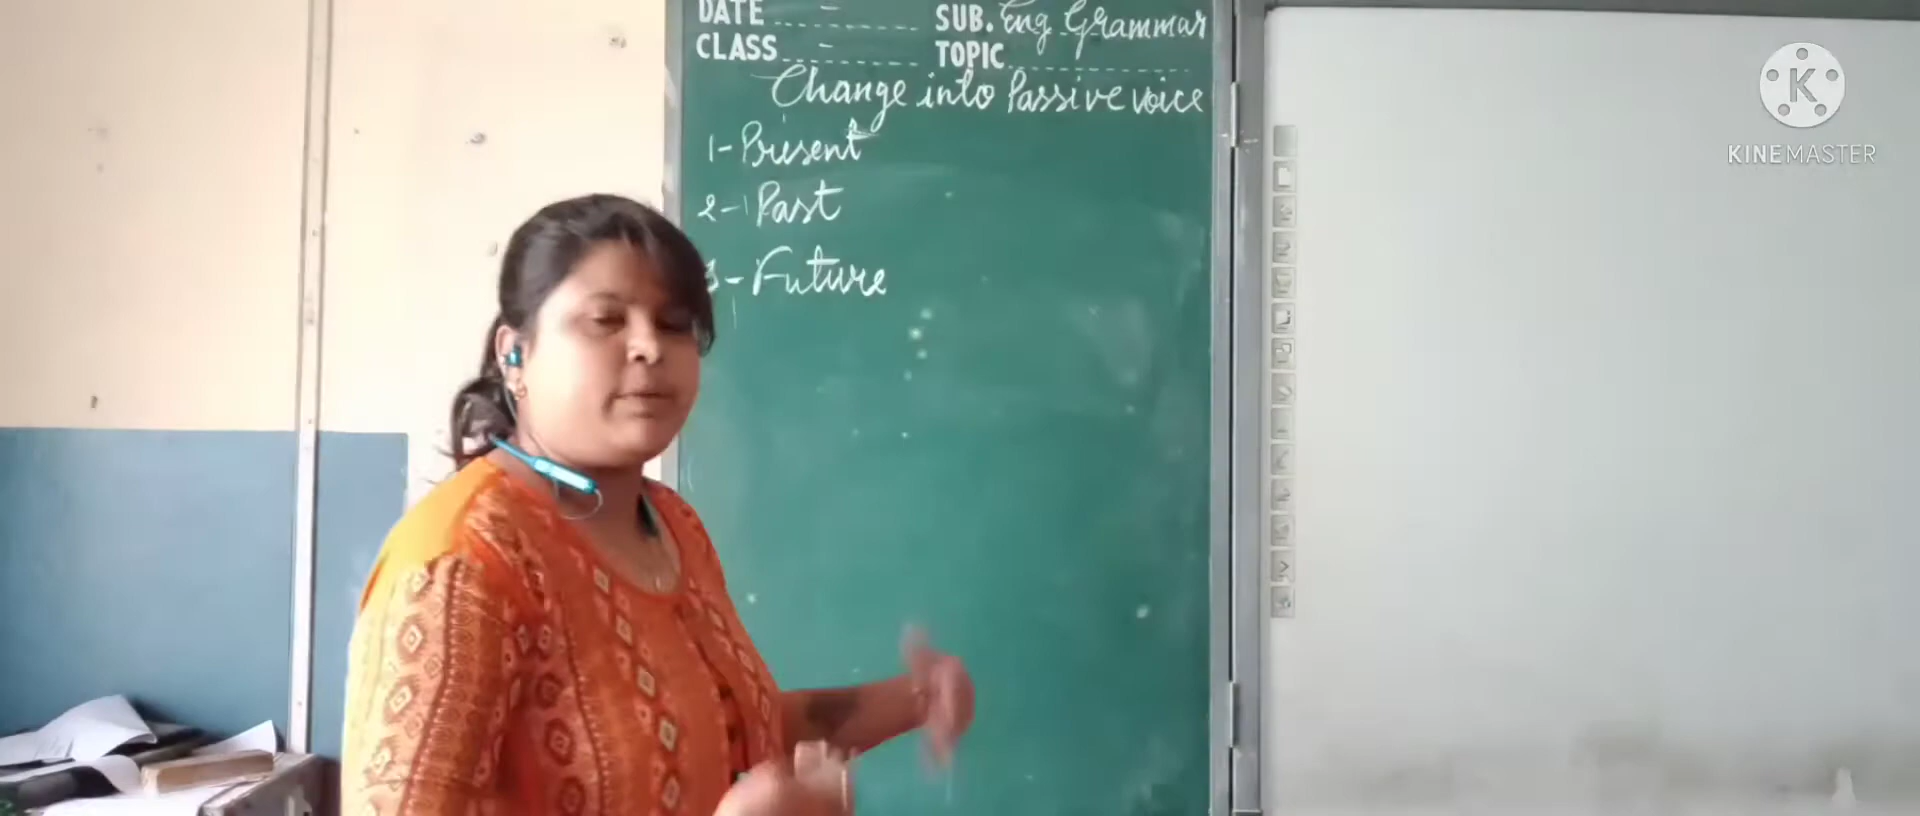 DATE - SUB. Eng Grammar
CLASS - TOPIC
Change into Passive voice
1- Present
2- Past
3- Future
KINEMASTER